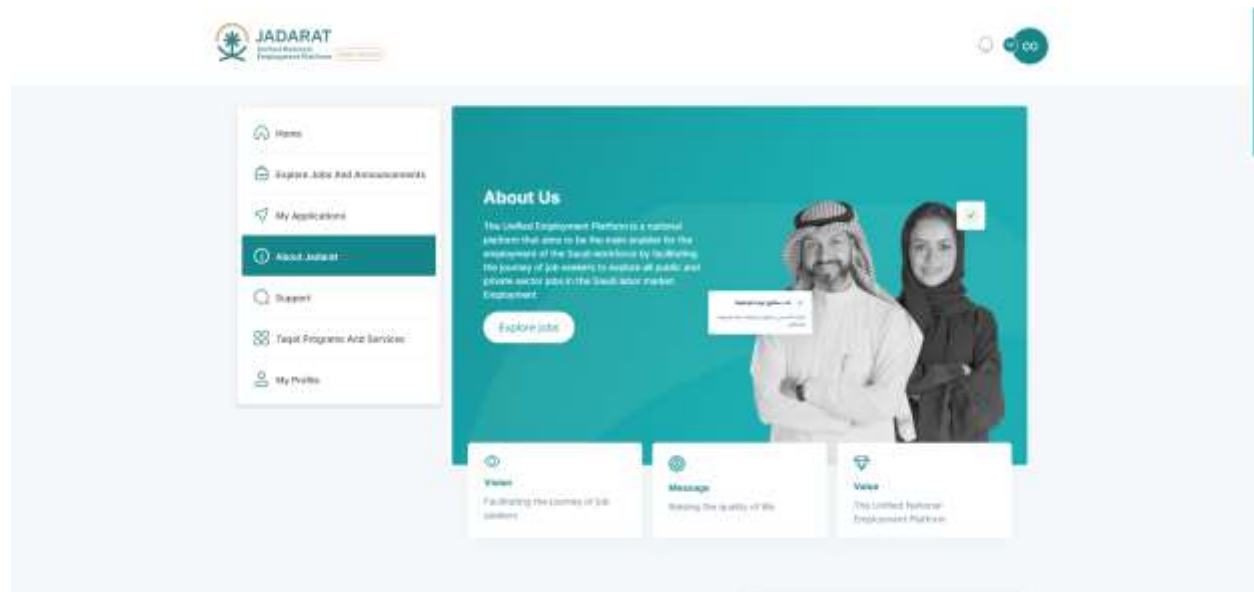 JADARAT
Unified National
Employment Platform
Home
Explore Jobs And Announcements
My Applications
About Jadarat
Support
Taqat Programs And Services
My Profile
About Us
The Unified Employment Platform is a national
platform that aims to be the main enabler for the
employment of the Saudi workforce by facilitating
the journey of job seekers to explore all public and
private sector jobs in the Saudi labor market
Employment
Explore jobs
Vision
Facilitating the journey of job
seekers
Message
Raising the quality of life
Value
The Unified National
Employment Platform